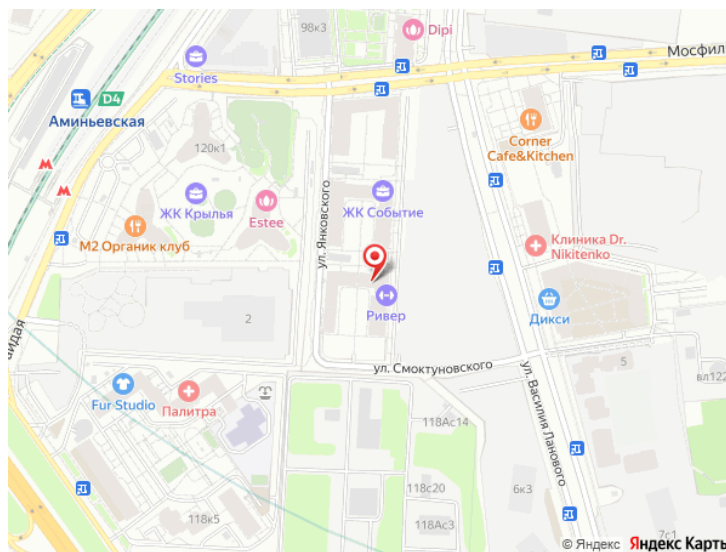 98к3
Dipi
Мосфил
Stories
D4
Аминьевская
120к1
Corner
Cafe&Kitchen
М
М
ЖК Крылья
Estee
ЖК Событие
ул. Янковского
М2 Органик клуб
Клиника Dr.
Nikitenko
Ривер
Дикси
2
ул. Смоктуновского
5
вл122
Fur Studio
Палитра
118Ас14
ул. Василия Ланового
118с20
6к3
118к5
118Ас3
7с1
© Яндекс Яндекс Карты